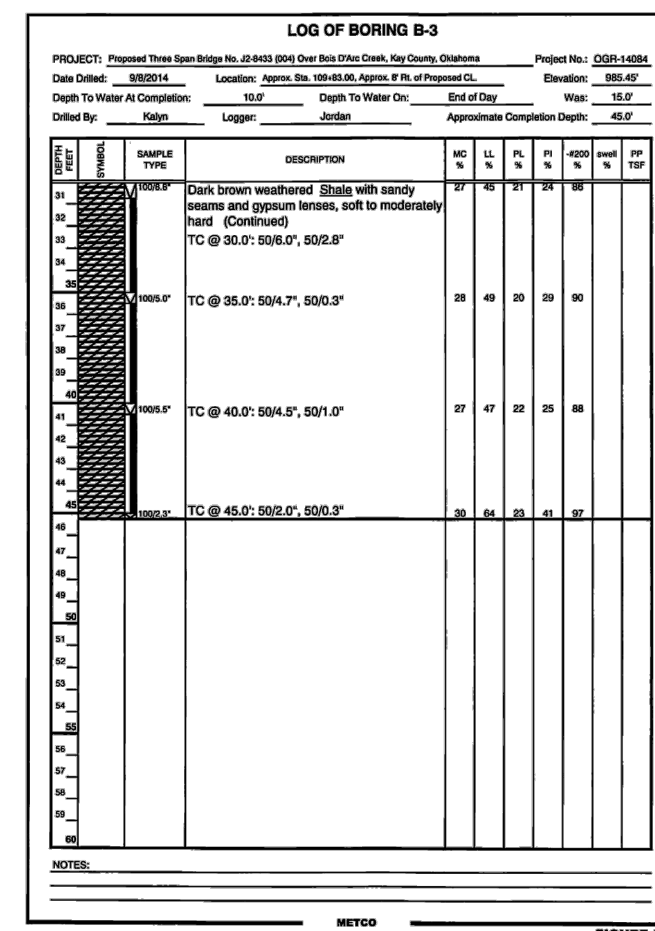 LOG OF BORING B-3
PROJECT: Proposed Three Span Bridge No. J2-8433 (004) Over Bois D'Arc Creek, Kay County, Oklahoma Project No.: OGR-14084
Date Drilled: 9/8/2014 Location: Approx. Sta. 109+83.00, Approx. 8' Rt. of Proposed CL. Elevation: 985.45'
Depth To Water At Completion: 10.0' Depth To Water On: End of Day Was: 15.0'
Drilled By: Kalyn Logger: Jordan Approximate Completion Depth: 45.0'
DEPTH FEET SYMBOL SAMPLE TYPE DESCRIPTION MC % LL % PL % PI % -#200 % swell % PP TSF
31 100/8.8" Dark brown weathered Shale with sandy 27 45 21 24 86
seams and gypsum lenses, soft to moderately
32 hard (Continued)
33 TC @ 30.0': 50/6.0", 50/2.8"
34
35
36 100/5.0" TC @ 35.0': 50/4.7", 50/0.3" 28 49 20 29 90
37
38
39
40
41 100/5.5" TC @ 40.0': 50/4.5", 50/1.0" 27 47 22 25 88
42
43
44
45 100/2.3" TC @ 45.0': 50/2.0", 50/0.3" 30 64 23 41 97
46
47
48
49
50
51
52
53
54
55
56
57
58
59
60
NOTES:
METCO